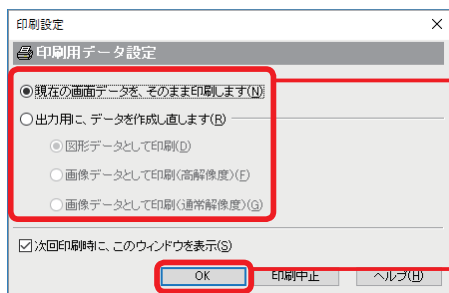 印刷設定
印刷用データ設定
現在の画面データを、そのまま印刷します(N)
出力用に、データを作成し直します(R)
図形データとして印刷(D)
画像データとして印刷(高解像度)(F)
画像データとして印刷(通常解像度)(G)
次回印刷時に、このウィンドウを表示(S)
OK 印刷中止 ヘルプ(H)